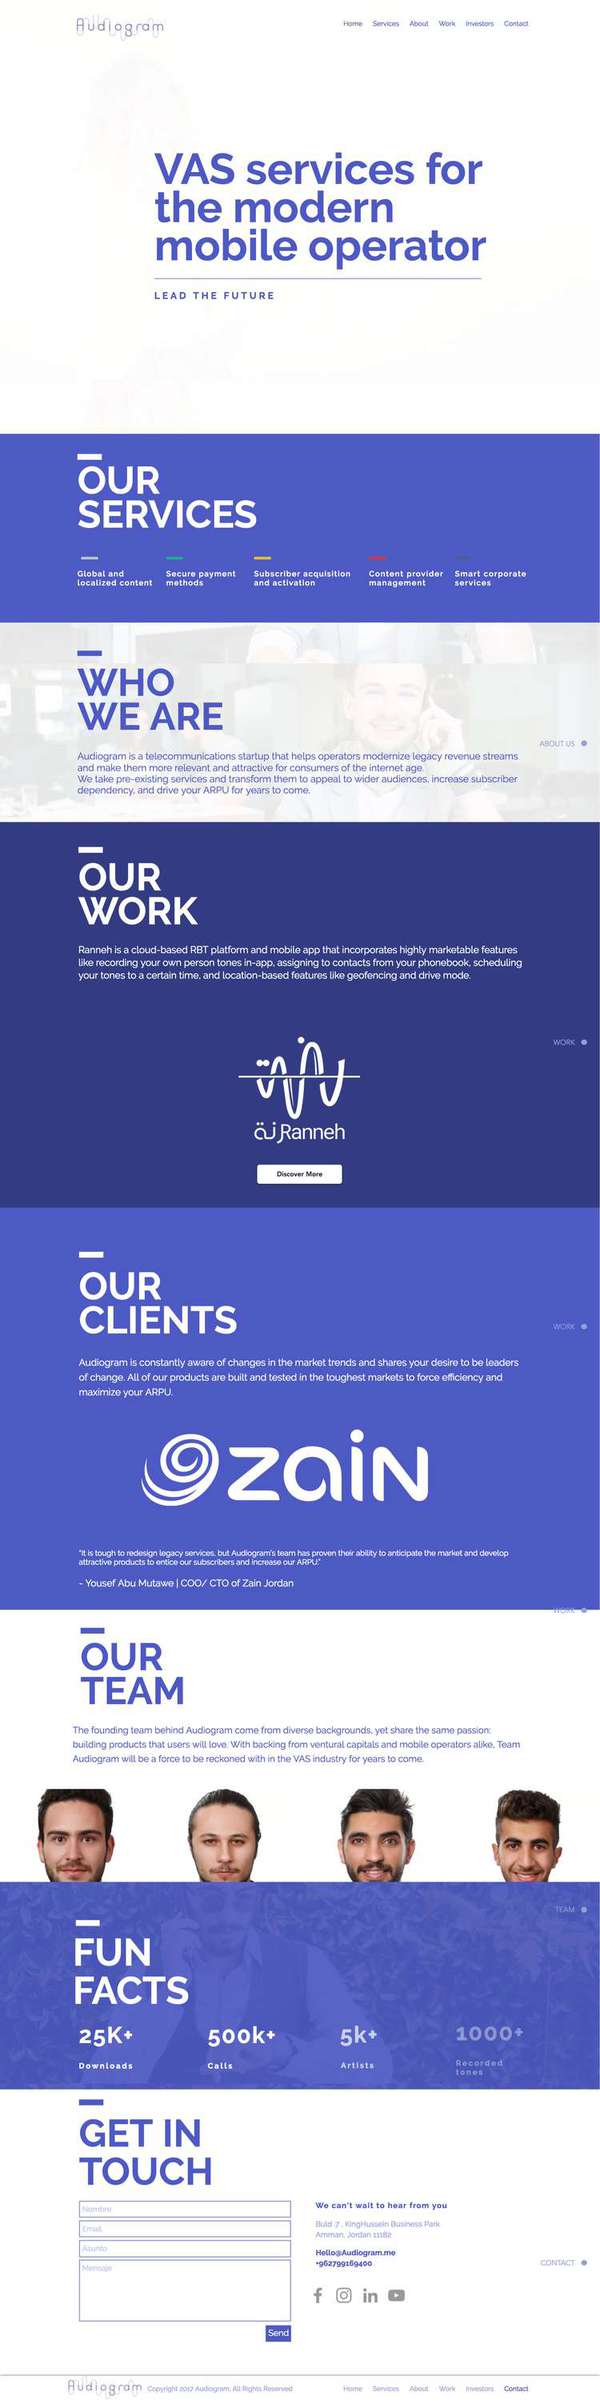 Audiogram
Home Services About Work Investors Contact
VAS services for
the modern
mobile operator
LEAD THE FUTURE
OUR
SERVICES
Global and
localized content
Secure payment
methods
Subscriber acquisition
and activation
Content provider
management
Smart corporate
services
WHO
WE ARE
ABOUT US
Audiogram is a telecommunications startup that helps operators modernize legacy revenue streams
and make them more relevant and attractive for consumers of the internet age.
We take pre-existing services and transform them to appeal to wider audiences, increase subscriber
dependency, and drive your ARPU for years to come.
OUR
WORK
Ranneh is a cloud-based RBT platform and mobile app that incorporates highly marketable features
like recording your own person tones in-app, assigning to contacts from your phonebook, scheduling
your tones to a certain time, and location-based features like geofencing and drive mode.
WORK
رنة Ranneh
Discover More
OUR
CLIENTS
WORK
Audiogram is constantly aware of changes in the market trends and shares your desire to be leaders
of change. All of our products are built and tested in the toughest markets to force efficiency and
maximize your ARPU.
zain
"It is tough to redesign legacy services, but Audiogram's team has proven their ability to anticipate the market and develop
attractive products to entice our subscribers and increase our ARPU."
- Yousef Abu Mutawe | COO/ CTO of Zain Jordan
WORK
OUR
TEAM
The founding team behind Audiogram come from diverse backgrounds, yet share the same passion:
building products that users will love. With backing from ventural capitals and mobile operators alike, Team
Audiogram will be a force to be reckoned with in the VAS industry for years to come.
TEAM
FUN
FACTS
25K+
Downloads
500k+
Calls
5k+
Artists
1000+
Recorded
tones
GET IN
TOUCH
Nombre
Email
Asunto
Mensaje
Send
We can't wait to hear from you
Buld :7 , KingHussein Business Park
Amman, Jordan 11182
Hello@Audiogram.me
+962799169400
CONTACT
Audiogram
Copyright 2017 Audiogram, All Rights Reserved
Home Services About Work Investors Contact